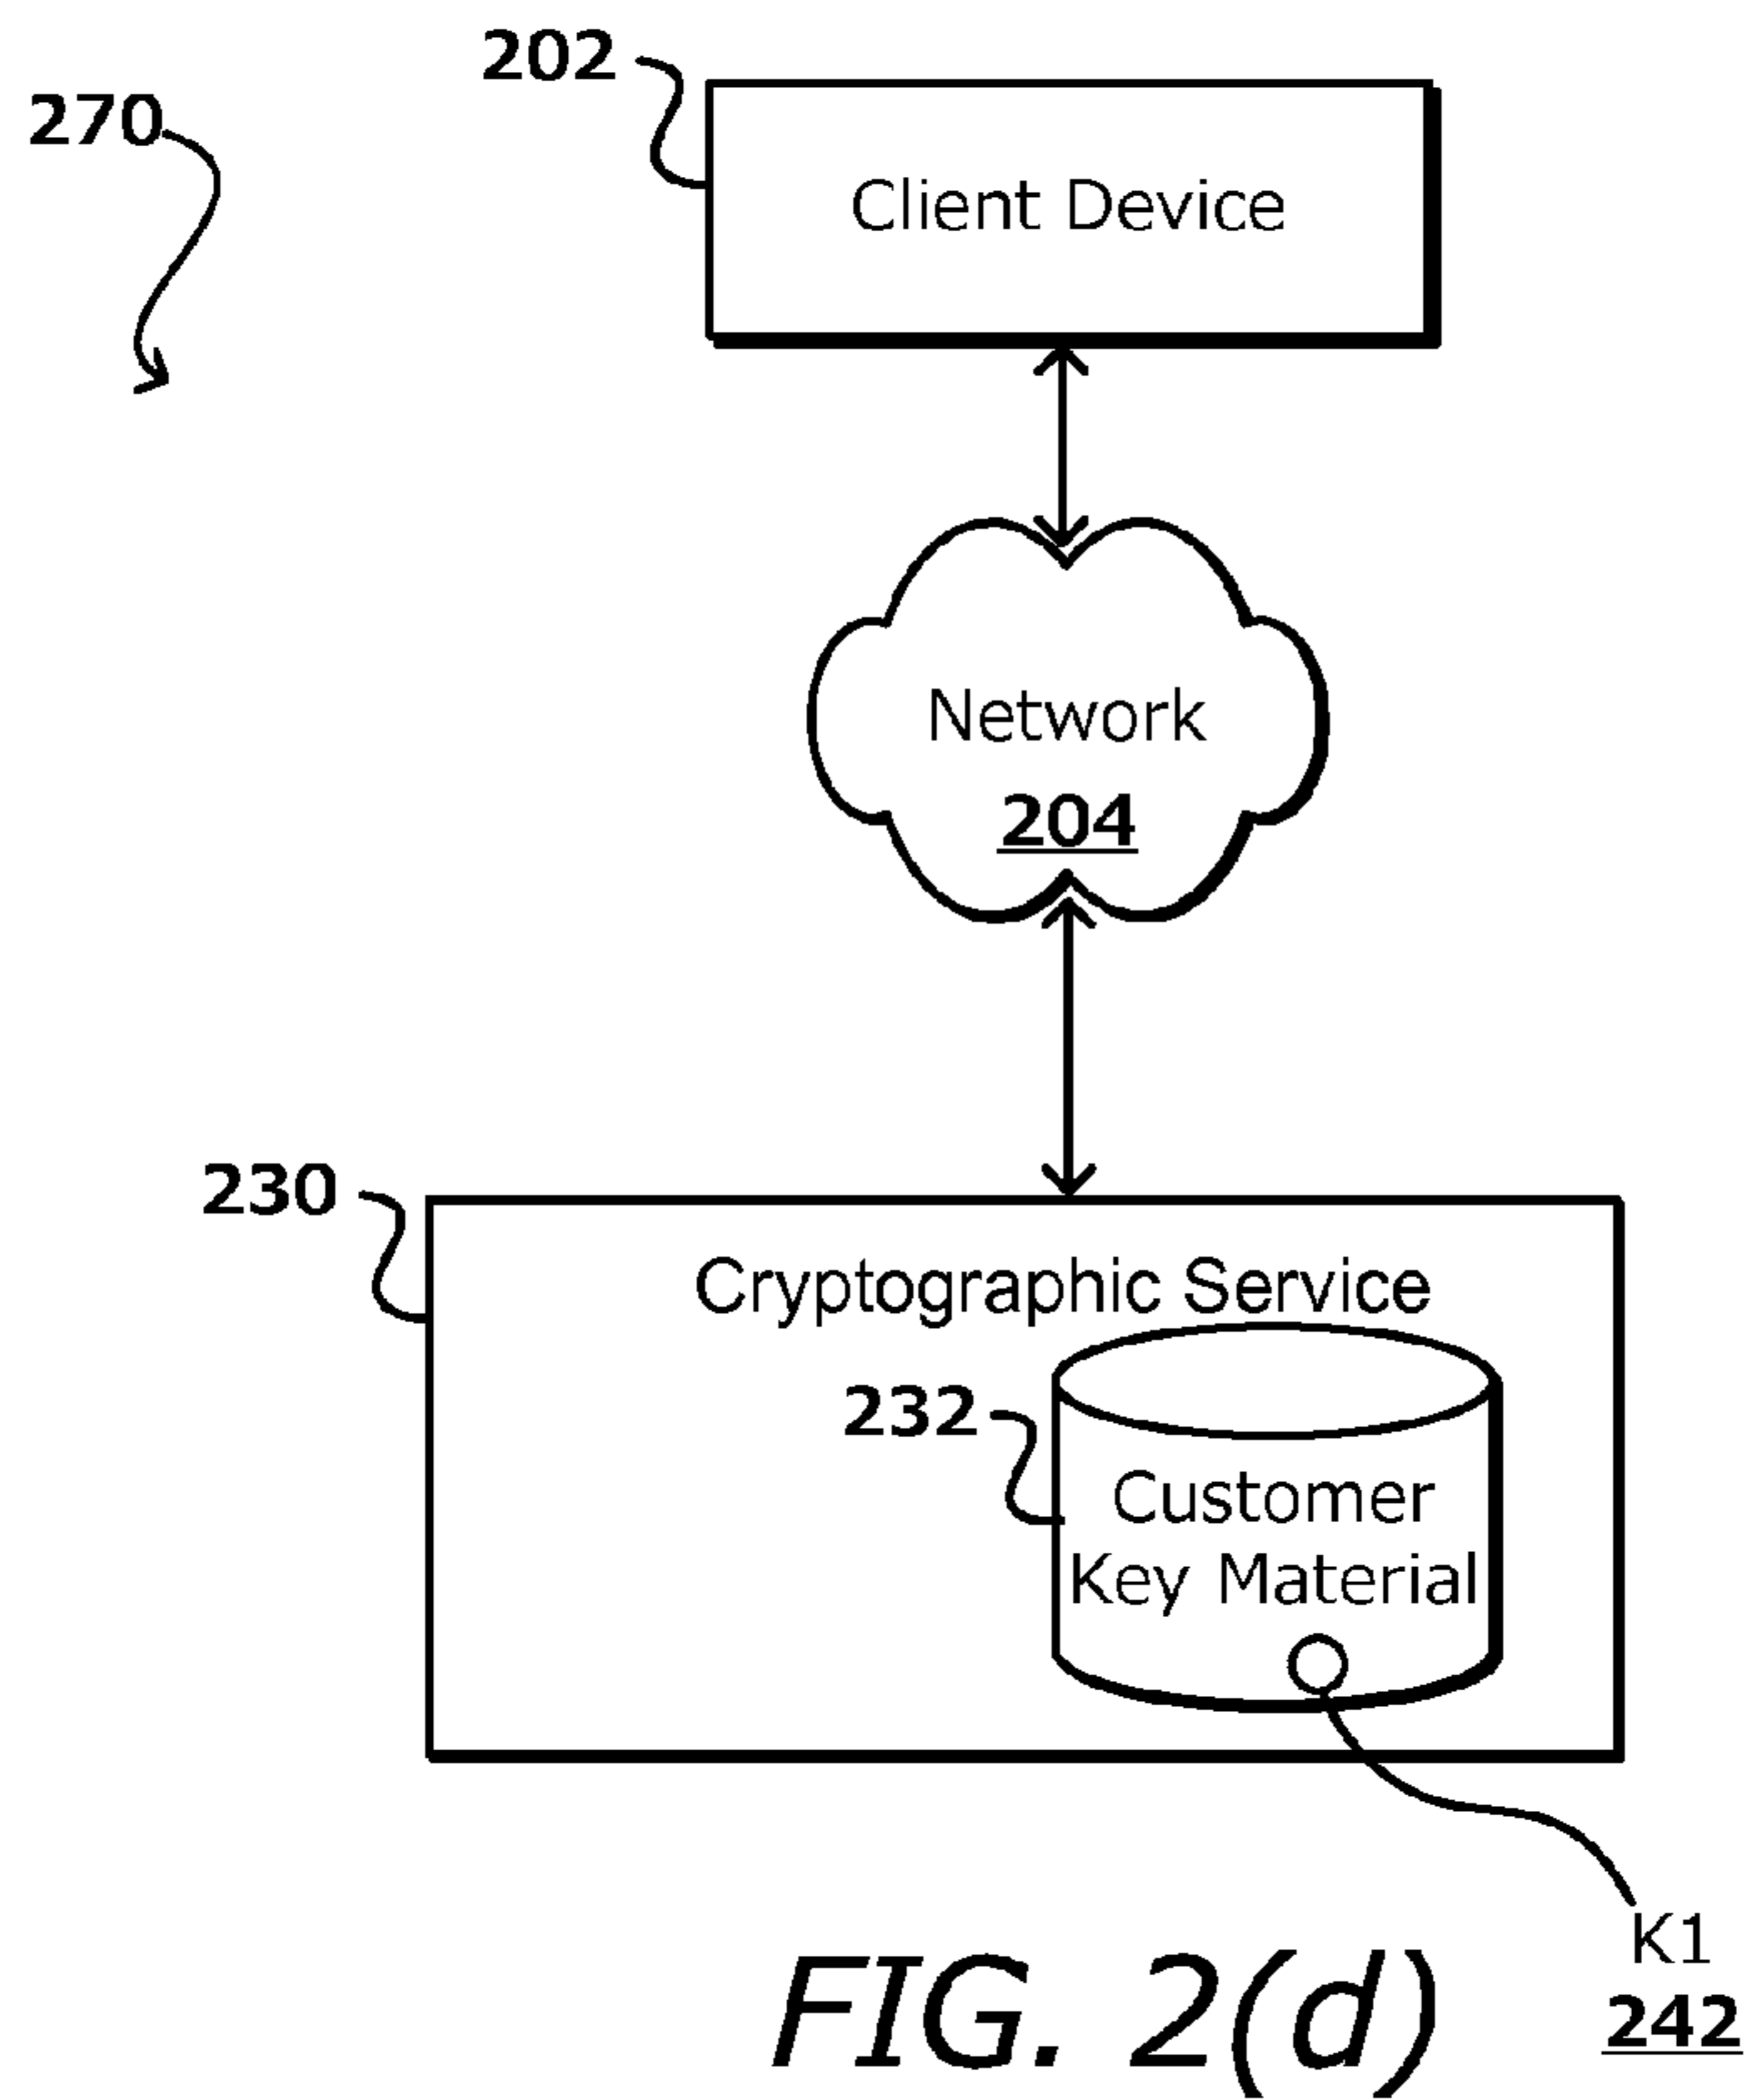 202
270
Client Device
Network
204
230
Cryptographic Service
232
Customer
Key Material
K1
242
FIG. 2(d)